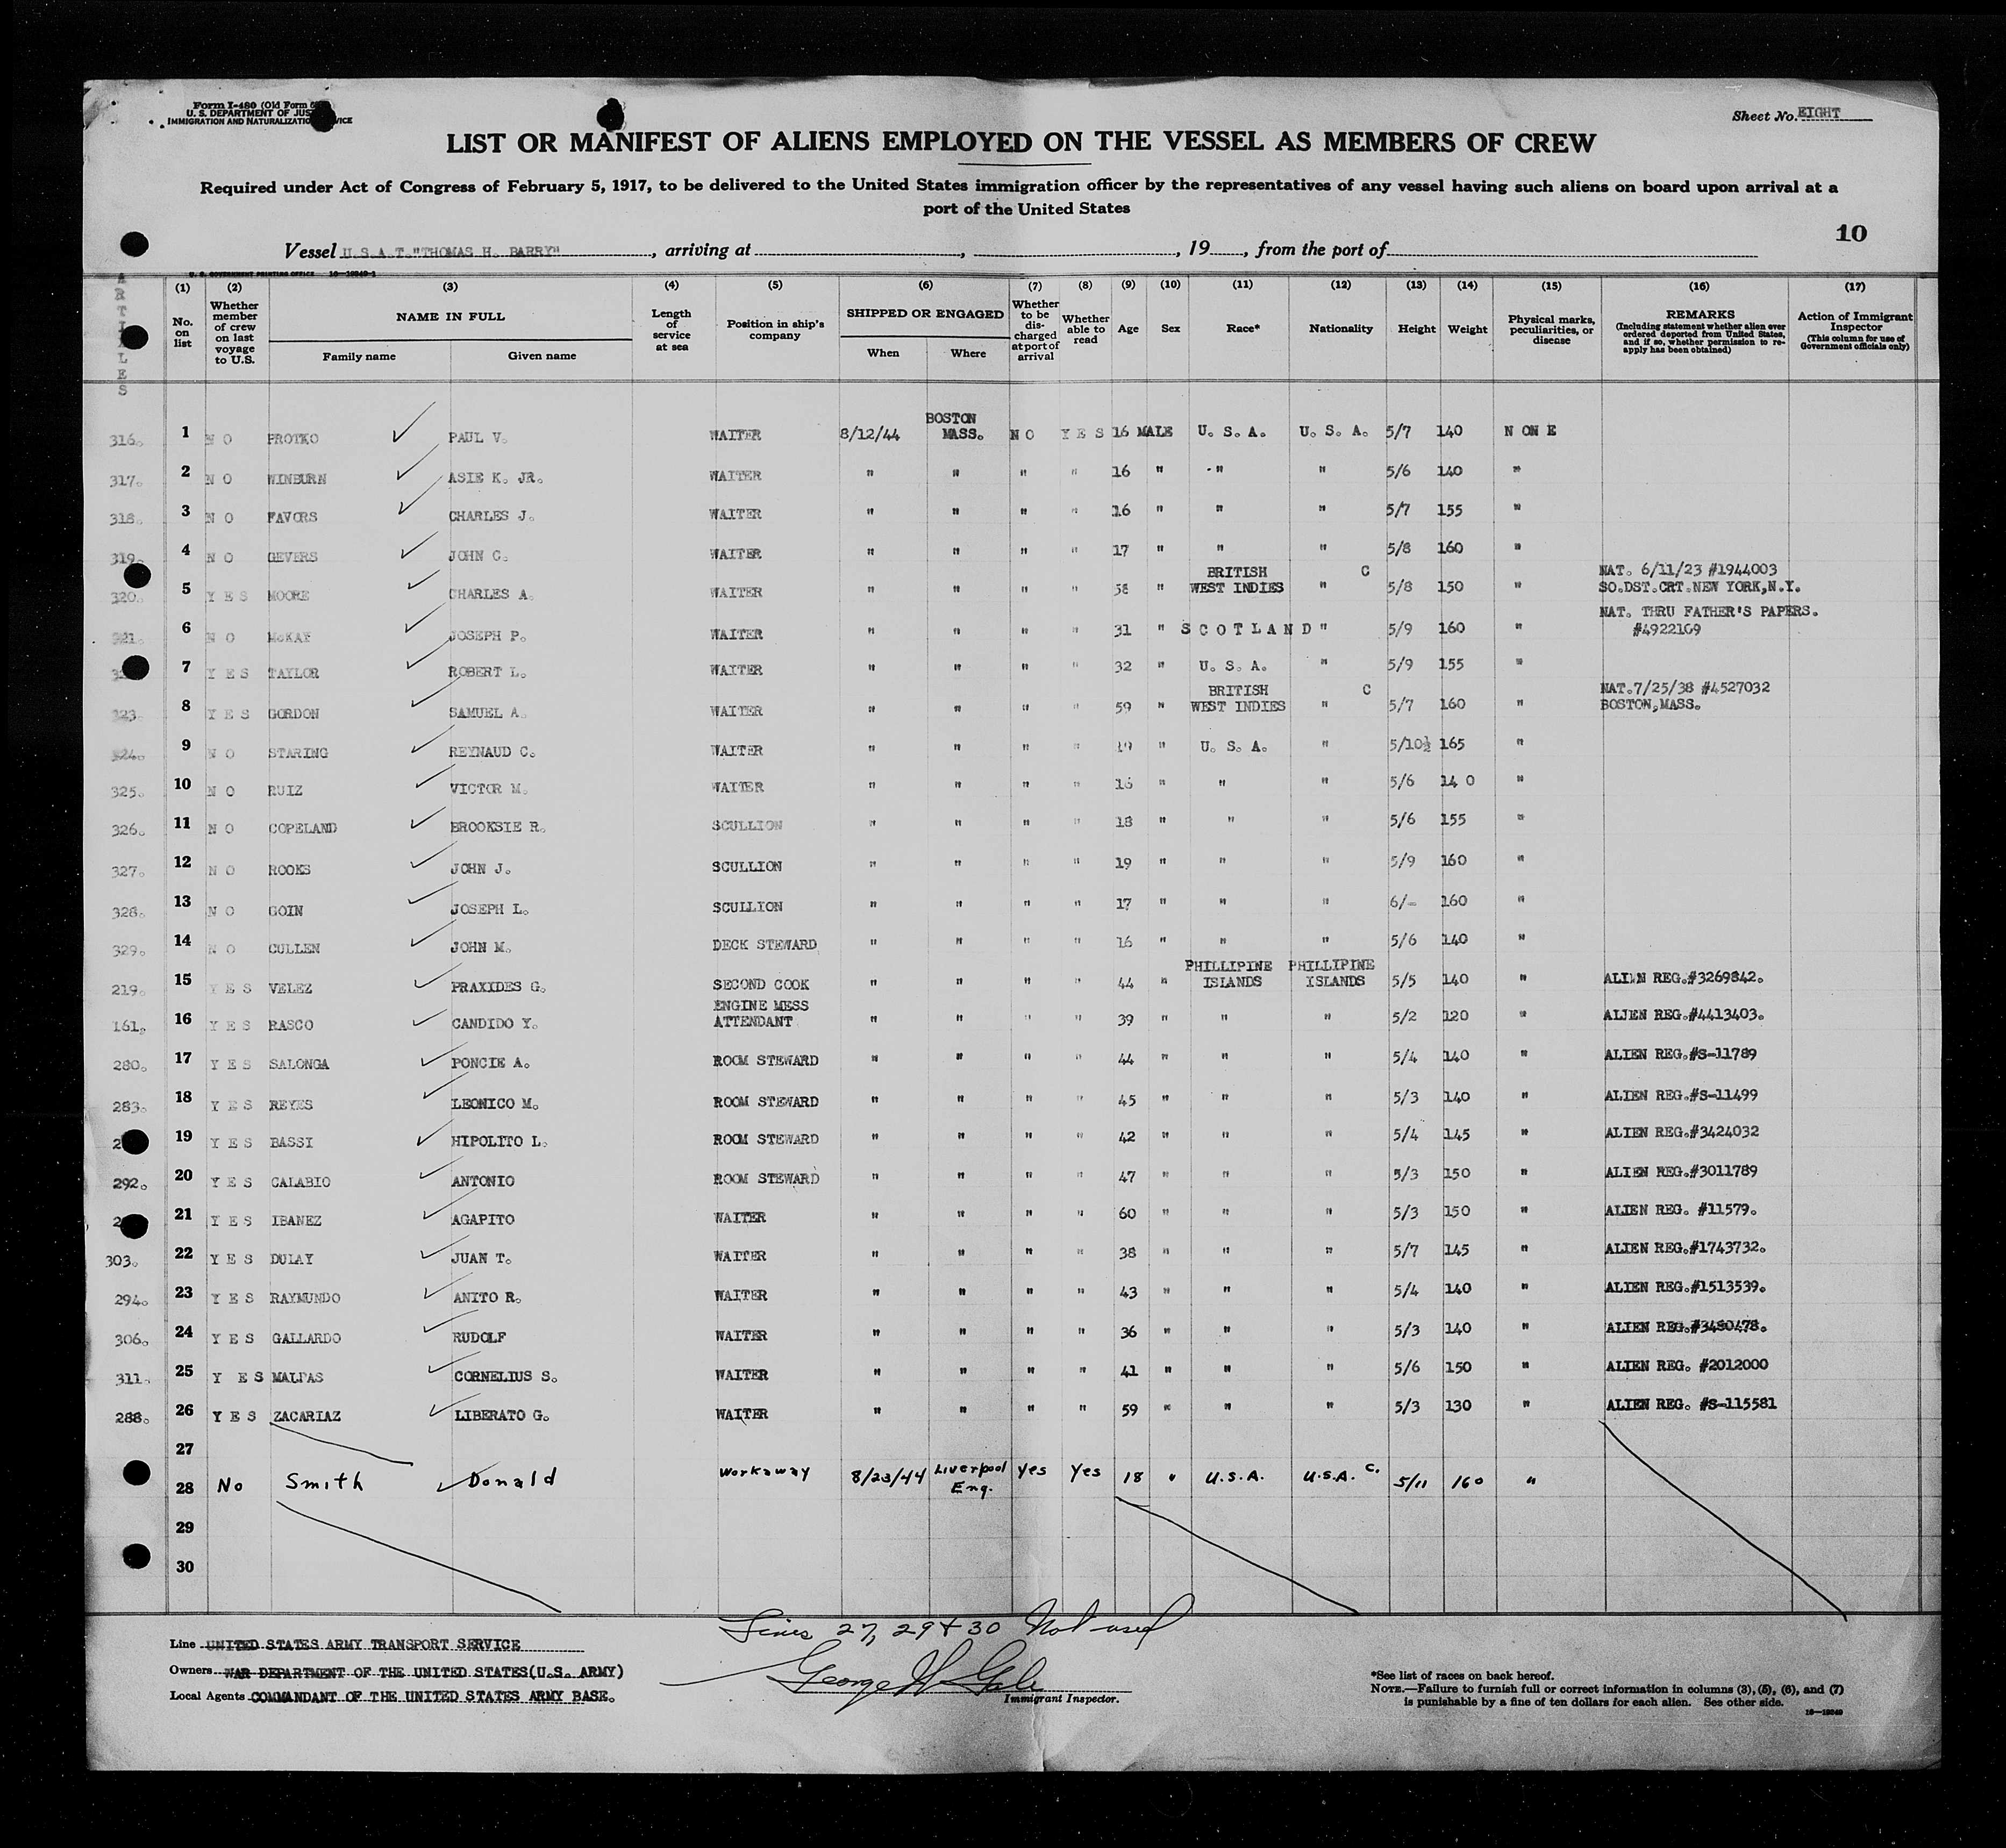 Form I-480 (Old Form
U. S. DEPARTMENT OF JUS
IMMIGRATION AND NATURALIZATIO VICE
Sheet No. EIGHT
LIST OR MANIFEST OF ALIENS EMPLOYED ON THE VESSEL AS MEMBERS OF CREW
Required under Act of Congress of February 5, 1917, to be delivered to the United States immigration officer by the representatives of any vessel having such aliens on board upon arrival at a
port of the United States
10
Vessel U.S.A.T."THOMAS H. BARRY", arriving at , , 19 , from the port of
U. S. GOVERNMENT PRINTING OFFICE 16—19349-1
(1) (2) (3) (4) (5) (6) (7) (8) (9) (10) (11) (12) (13) (14) (15) (16) (17)
No. on list
Whether member of crew on last voyage to U.S.
NAME IN FULL
Family name Given name
Length of service at sea
Position in ship's company
SHIPPED OR ENGAGED
When Where
Whether to be discharged at port of arrival
Whether able to read
Age Sex Race* Nationality Height Weight
Physical marks, peculiarities, or disease
REMARKS
(Including statement whether alien ever ordered deported from United States, and if so, whether permission to reapply has been obtained)
Action of Immigrant Inspector
(This column for use of Government officials only)
316. 1 NO PROTKO PAUL V. WAITER 8/12/44 BOSTON MASS. NO YES 16 MALE U. S. A. U. S. A. 5/7 140 NONE
317. 2 NO WINBURN ASIE K. JR. WAITER " " " " 16 " " " 5/6 140 "
318. 3 NO FAVORS CHARLES J. WAITER " " " " 16 " " " 5/7 155 "
319. 4 NO GEVERS JOHN C. WAITER " " " " 17 " " " 5/8 160 "
320. 5 YES MOORE CHARLES A. WAITER " " " " 58 " BRITISH WEST INDIES " C 5/8 150 " NAT. 6/11/23 #1944003 SO.DST.CRT.NEW YORK,N.Y.
321. 6 NO McKAY JOSEPH P. WAITER " " " " 31 " SCOTLAND " 5/9 160 " NAT. THRU FATHER'S PAPERS. #4922109
7 YES TAYLOR ROBERT L. WAITER " " " " 32 " U. S. A. " 5/9 155 "
323. 8 YES GORDON SAMUEL A. WAITER " " " " 59 " BRITISH WEST INDIES " C 5/7 160 " NAT.7/25/38 #4527032 BOSTON,MASS.
324. 9 NO STARING REYNAUD C. WAITER " " " " 19 " U. S. A. " 5/10½ 165 "
325. 10 NO RUIZ VICTOR M. WAITER " " " " 16 " " " 5/6 140 "
326. 11 NO COPELAND BROOKSIE R. SCULLION " " " " 18 " " " 5/6 155 "
327. 12 NO ROOKS JOHN J. SCULLION " " " " 19 " " " 5/9 160 "
328. 13 NO GOIN JOSEPH L. SCULLION " " " " 17 " " " 6/- 160 "
329. 14 NO CULLEN JOHN M. DECK STEWARD " " " " 16 " " " 5/6 140 "
219. 15 YES VELEZ PRAXIDES G. SECOND COOK " " " " 44 " PHILLIPINE ISLANDS PHILLIPINE ISLANDS 5/5 140 " ALIEN REG.#3269842.
161. 16 YES RASCO CANDIDO Y. ENGINE MESS ATTENDANT " " " " 39 " " " 5/2 120 " ALIEN REG.#4413403.
280. 17 YES SALONGA PONCIE A. ROOM STEWARD " " " " 44 " " " 5/4 140 " ALIEN REG.#S-11789
283. 18 YES REYES LEONICO M. ROOM STEWARD " " " " 45 " " " 5/3 140 " ALIEN REG.#S-11499
2 19 YES BASSI HIPOLITO L. ROOM STEWARD " " " " 42 " " " 5/4 145 " ALIEN REG.#3424032
292. 20 YES CALABIO ANTONIO ROOM STEWARD " " " " 47 " " " 5/3 150 " ALIEN REG.#3011789
2 21 YES IBANEZ AGAPITO WAITER " " " " 60 " " " 5/3 150 " ALIEN REG. #11579.
303. 22 YES DULAY JUAN T. WAITER " " " " 38 " " " 5/7 145 " ALIEN REG.#1743732.
294. 23 YES RAYMUNDO ANITO R. WAITER " " " " 43 " " " 5/4 140 " ALIEN REG.#1513539.
306. 24 YES GALLARDO RUDOLF WAITER " " " " 36 " " " 5/3 140 " ALIEN REG.#3480478.
311. 25 YES MALPAS CORNELIUS S. WAITER " " " " 41 " " " 5/6 150 " ALIEN REG. #2012000
288. 26 YES ZACARIAZ LIBERATO G. WAITER " " " " 59 " " " 5/3 130 " ALIEN REG. #S-115581
27
28 No Smith Donald Workaway 8/23/44 Liverpool Eng. Yes Yes 18 " U.S.A. U.S.A. C. 5/11 160 "
29
30
Lines 27, 29 + 30 Not used
Line UNITED STATES ARMY TRANSPORT SERVICE
Owners WAR DEPARTMENT OF THE UNITED STATES(U.S. ARMY)
Local Agents COMMANDANT OF THE UNITED STATES ARMY BASE.
George W Gale
Immigrant Inspector.
*See list of races on back hereof.
NOTE.—Failure to furnish full or correct information in columns (3), (5), (6), and (7)
is punishable by a fine of ten dollars for each alien. See other side.
16—19349